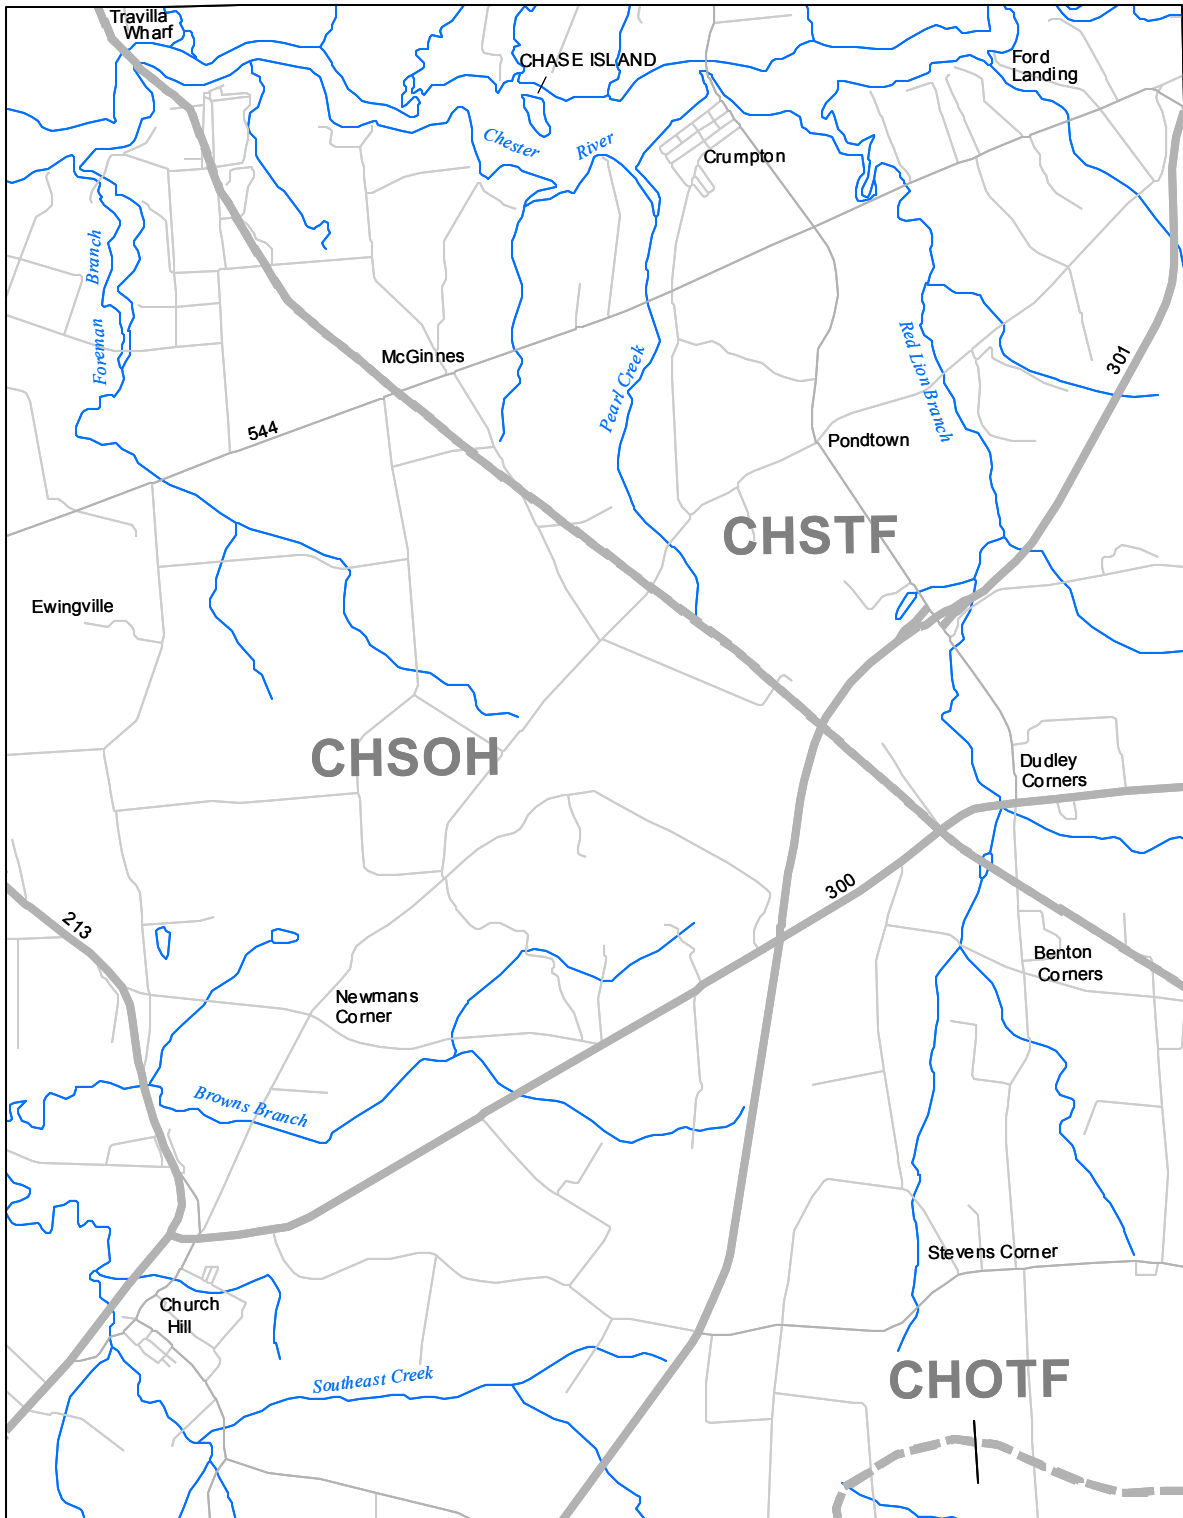 Travilla
Wharf
CHASE ISLAND
Ford
Landing
Chester
River
Crumpton
Foreman
Branch
McGinnes
Red Lion Branch
301
Pearl Creek
544
Pondtown
CHSTF
Ewingville
CHSOH
Dudley
Corners
300
213
Benton
Corners
Newmans
Corner
Browns Branch
Stevens Corner
Church
Hill
Southeast Creek
CHOTF